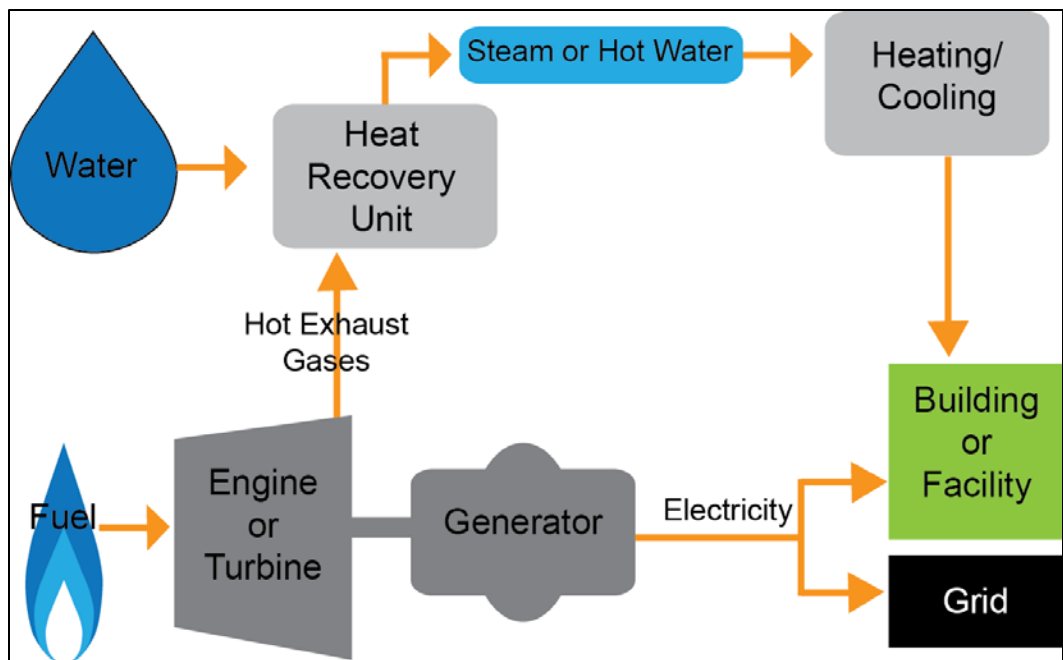 Steam or Hot Water
Heating/
Cooling
Water
Heat
Recovery
Unit
Hot Exhaust
Gases
Fuel
Engine
or
Turbine
Generator
Electricity
Building
or
Facility
Grid